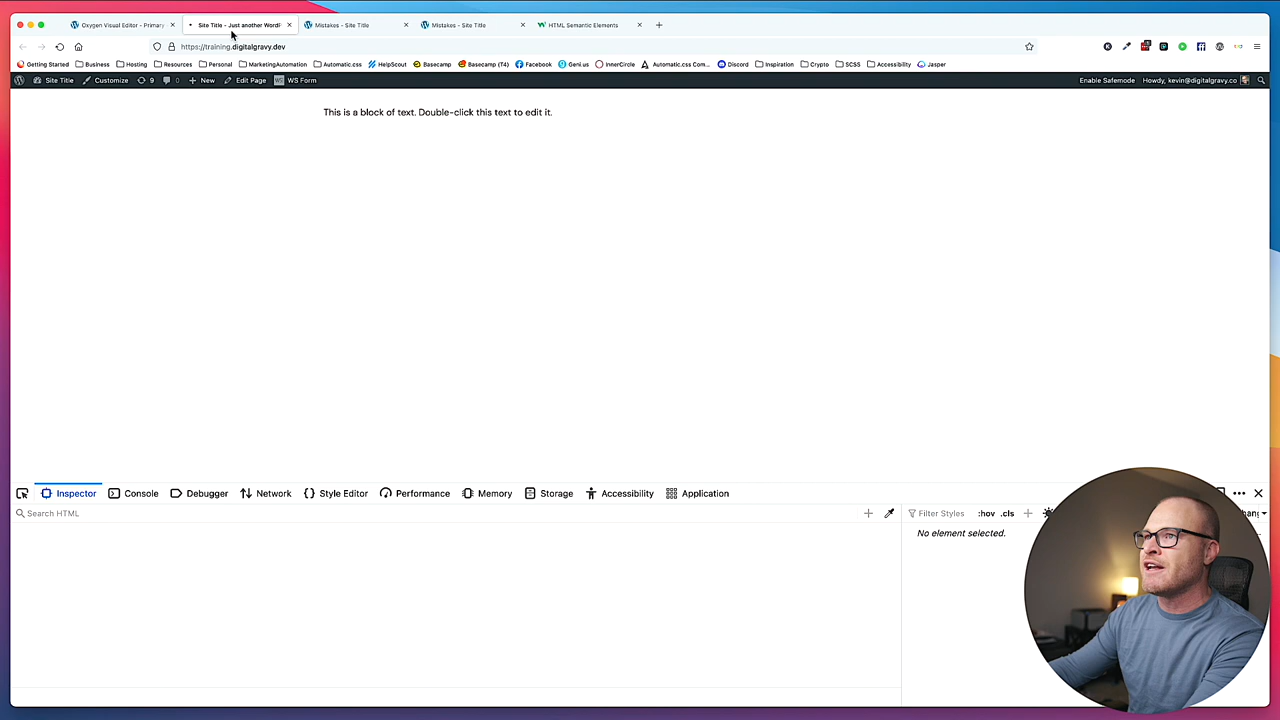 Oxygen Visual Editor - Primary
Site Title - Just another WordP
Mistakes - Site Title
Mistakes - Site Title
HTML Semantic Elements
https://training.digitalgravy.dev
Getting Started Business Hosting Resources Personal MarketingAutomation Automatic.css HelpScout Basecamp Basecamp (T4) Facebook Geni.us InnerCircle Automatic.css Com... Discord Inspiration Crypto SCSS Accessibility Jasper
Site Title Customize 9 0 New Edit Page WS Form Enable Safemode Howdy, kevin@digitalgravy.co
This is a block of text. Double-click this text to edit it.
Inspector Console Debugger Network Style Editor Performance Memory Storage Accessibility Application
Search HTML
Filter Styles :hov .cls
No element selected.